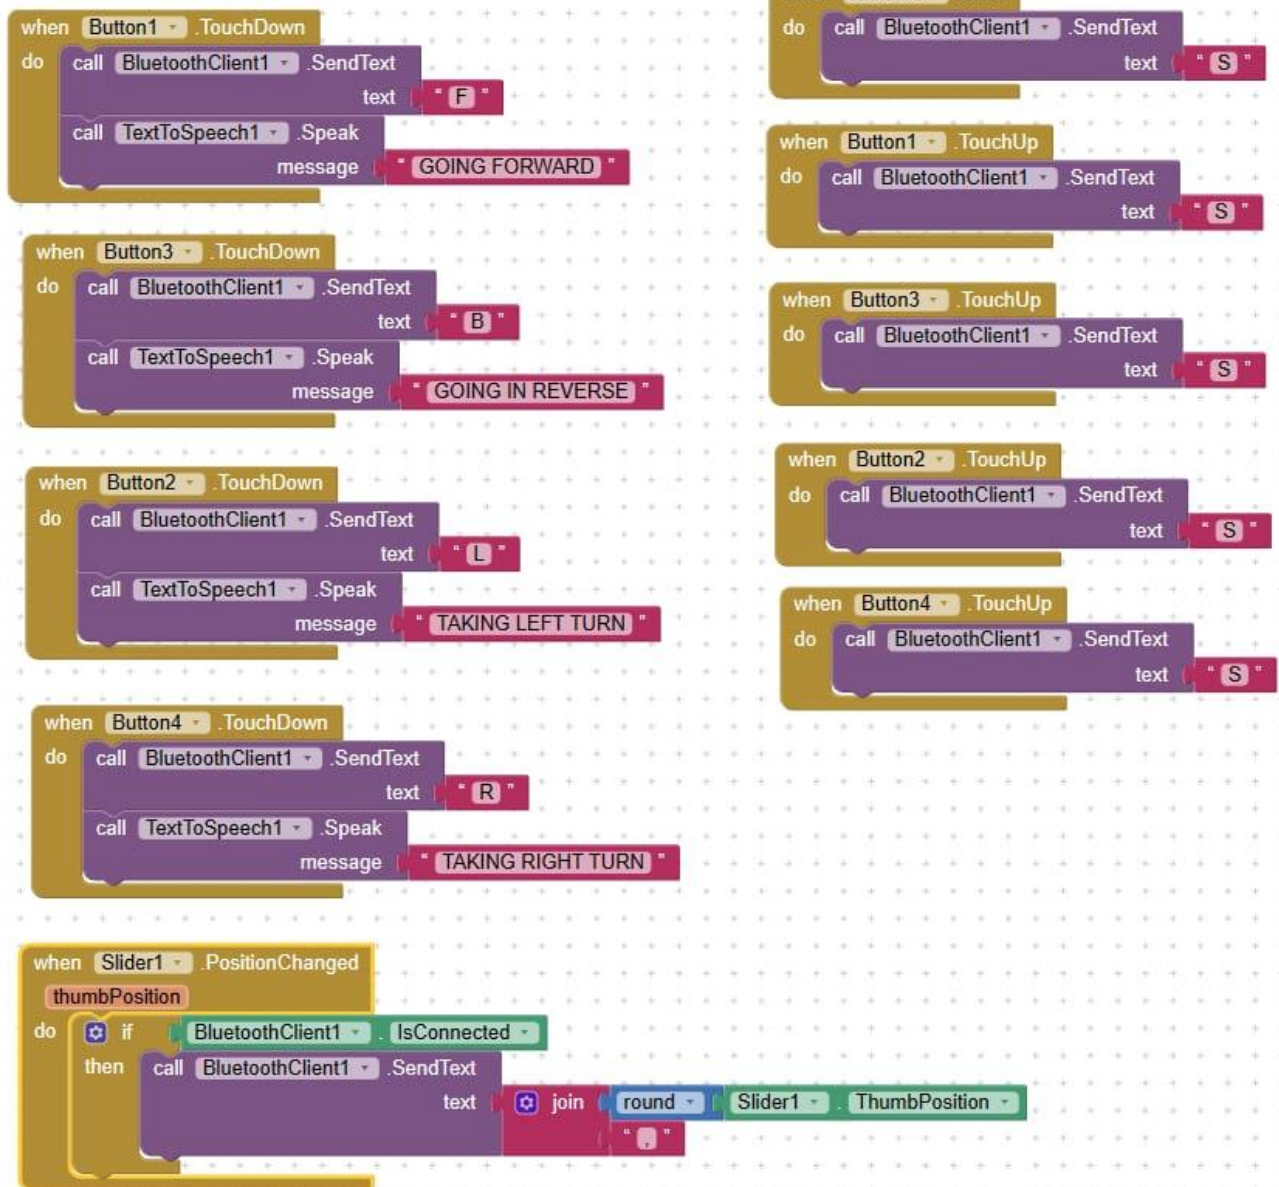 when Button1 .TouchDown
do call BluetoothClient1 .SendText
text " F "
call TextToSpeech1 .Speak
message " GOING FORWARD "
when Button3 .TouchDown
do call BluetoothClient1 .SendText
text " B "
call TextToSpeech1 .Speak
message " GOING IN REVERSE "
when Button2 .TouchDown
do call BluetoothClient1 .SendText
text " L "
call TextToSpeech1 .Speak
message " TAKING LEFT TURN "
when Button4 .TouchDown
do call BluetoothClient1 .SendText
text " R "
call TextToSpeech1 .Speak
message " TAKING RIGHT TURN "
when Slider1 .PositionChanged
thumbPosition
do if BluetoothClient1 . IsConnected
then call BluetoothClient1 .SendText
text join round Slider1 . ThumbPosition
" , "
do call BluetoothClient1 .SendText
text " S "
when Button1 .TouchUp
do call BluetoothClient1 .SendText
text " S "
when Button3 .TouchUp
do call BluetoothClient1 .SendText
text " S "
when Button2 .TouchUp
do call BluetoothClient1 .SendText
text " S "
when Button4 .TouchUp
do call BluetoothClient1 .SendText
text " S "